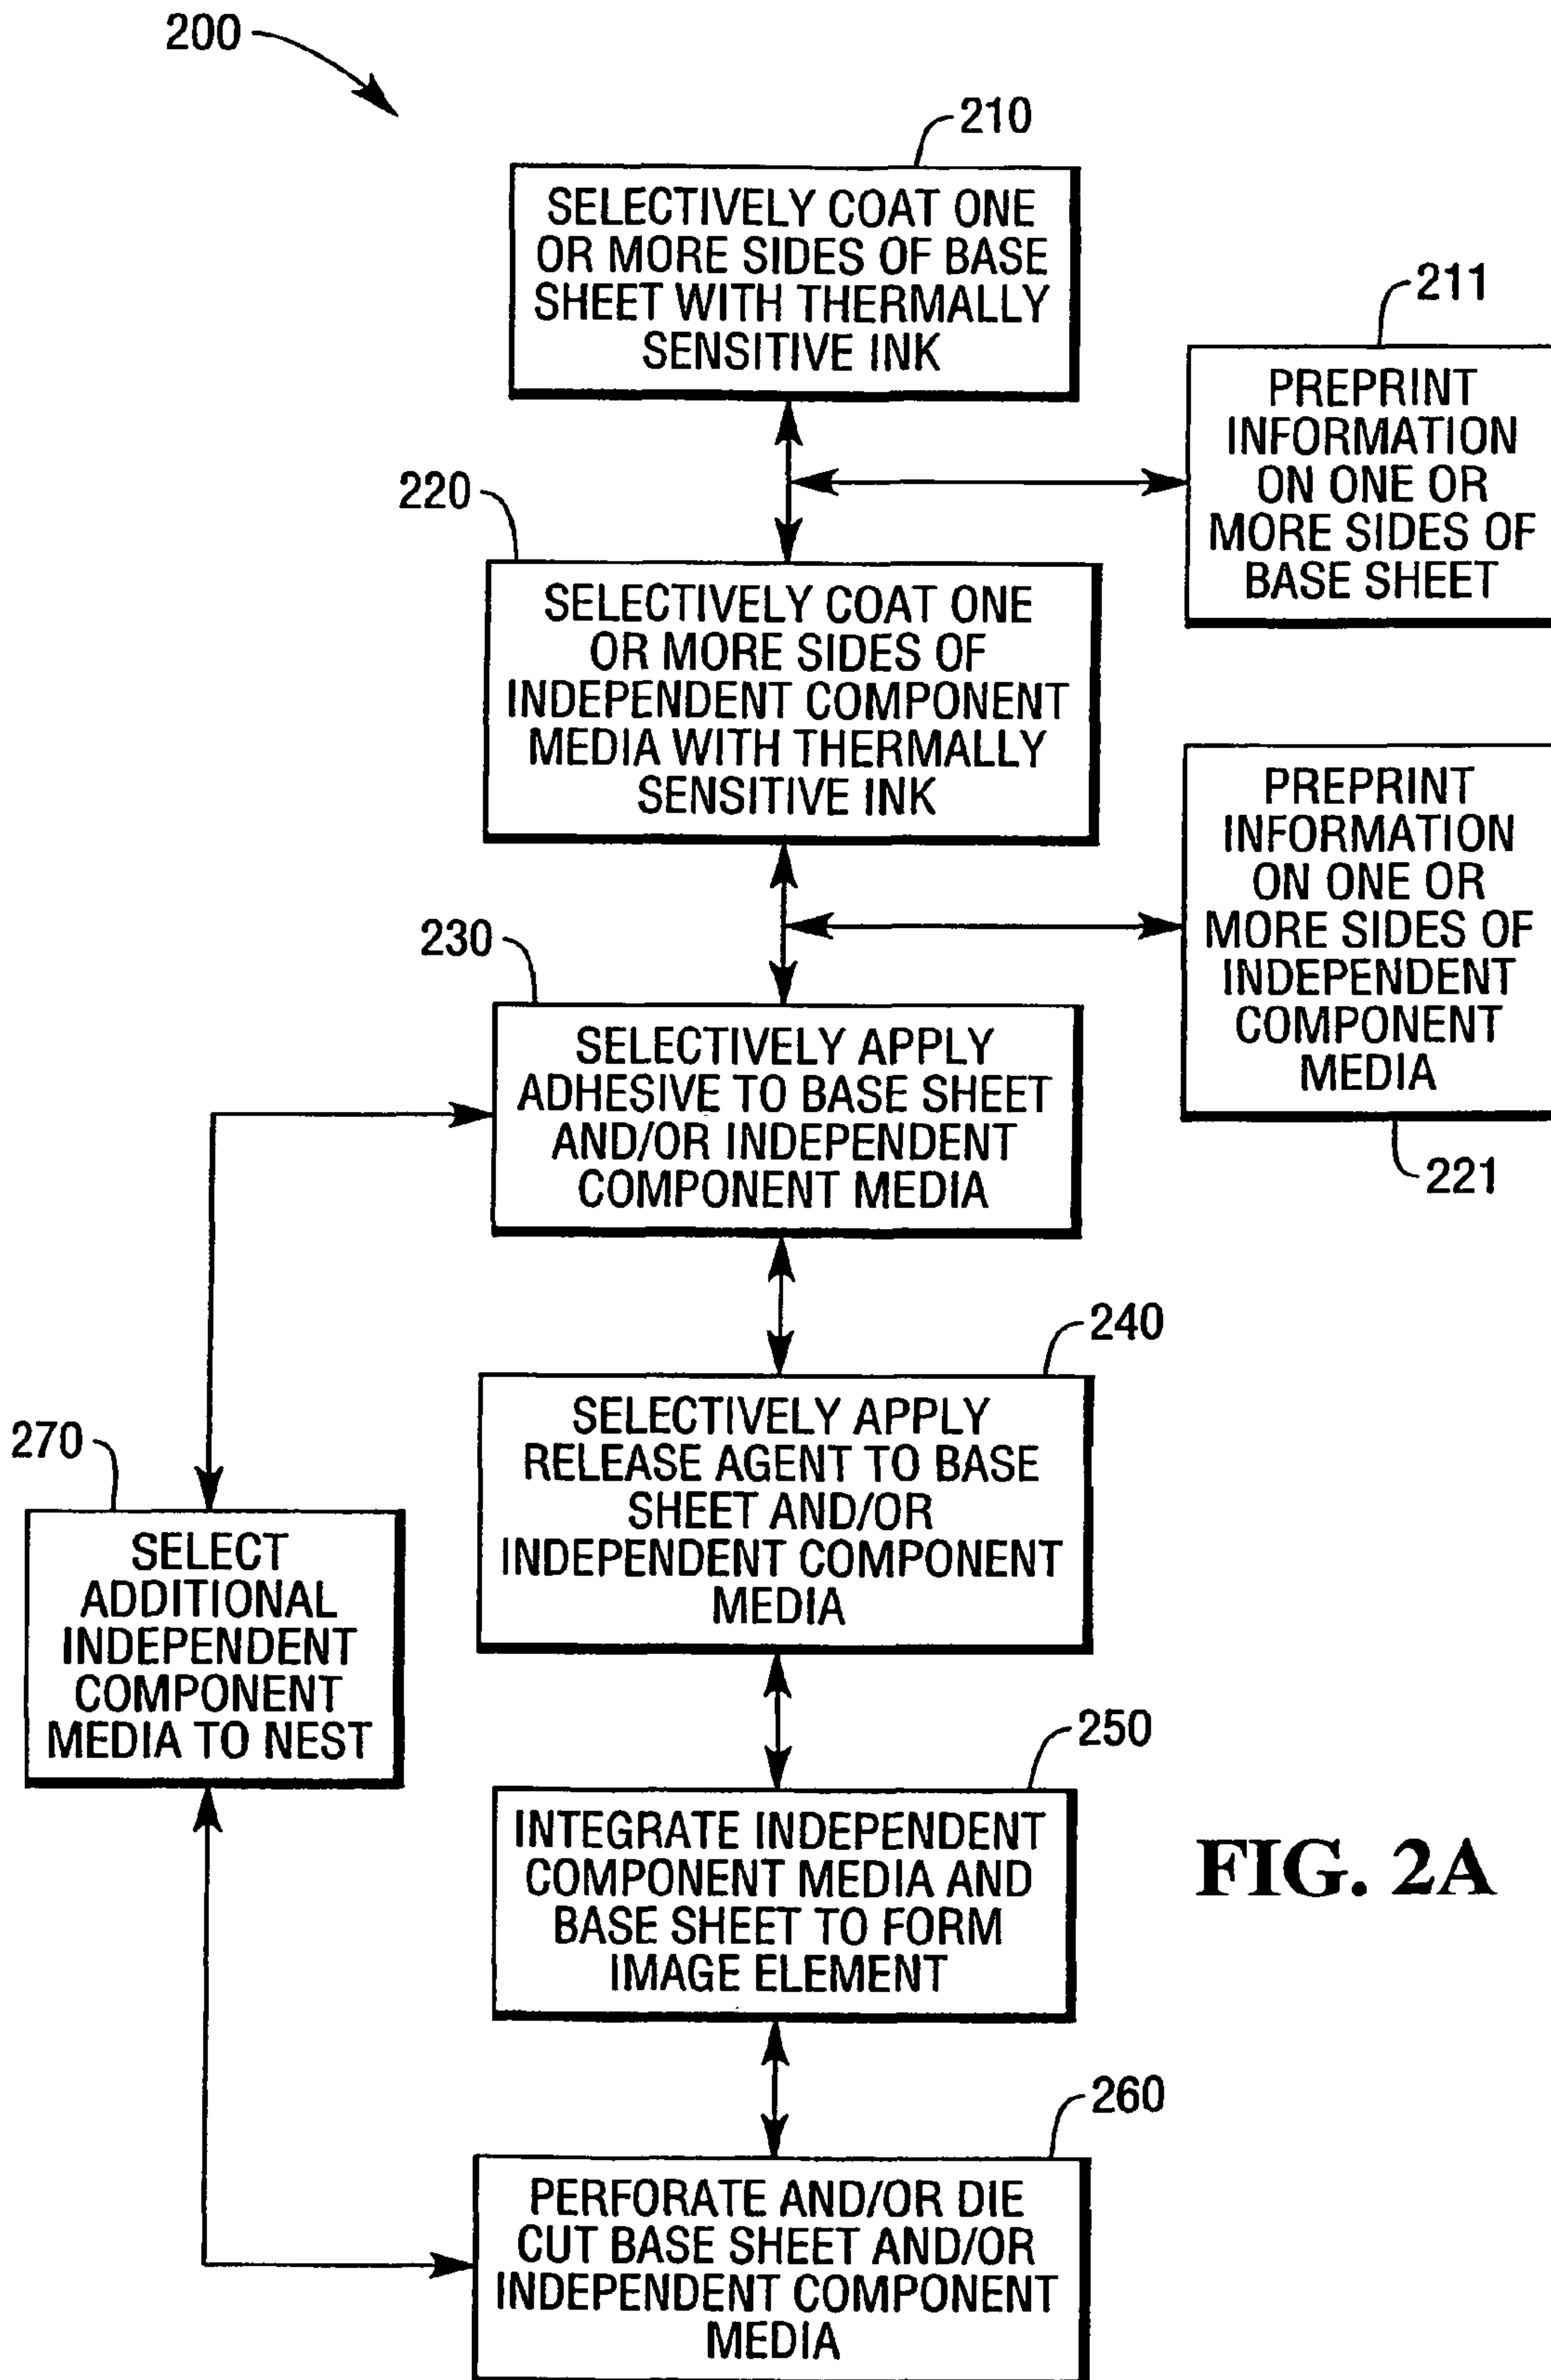 200
210
SELECTIVELY COAT ONE
OR MORE SIDES OF BASE
SHEET WITH THERMALLY
SENSITIVE INK
211
PREPRINT
INFORMATION
ON ONE OR
MORE SIDES OF
BASE SHEET
220
SELECTIVELY COAT ONE
OR MORE SIDES OF
INDEPENDENT COMPONENT
MEDIA WITH THERMALLY
SENSITIVE INK
PREPRINT
INFORMATION
ON ONE OR
MORE SIDES OF
INDEPENDENT
COMPONENT
MEDIA
221
230
SELECTIVELY APPLY
ADHESIVE TO BASE SHEET
AND/OR INDEPENDENT
COMPONENT MEDIA
240
SELECTIVELY APPLY
RELEASE AGENT TO BASE
SHEET AND/OR
INDEPENDENT COMPONENT
MEDIA
270
SELECT
ADDITIONAL
INDEPENDENT
COMPONENT
MEDIA TO NEST
250
INTEGRATE INDEPENDENT
COMPONENT MEDIA AND
BASE SHEET TO FORM
IMAGE ELEMENT
FIG. 2A
260
PERFORATE AND/OR DIE
CUT BASE SHEET AND/OR
INDEPENDENT COMPONENT
MEDIA